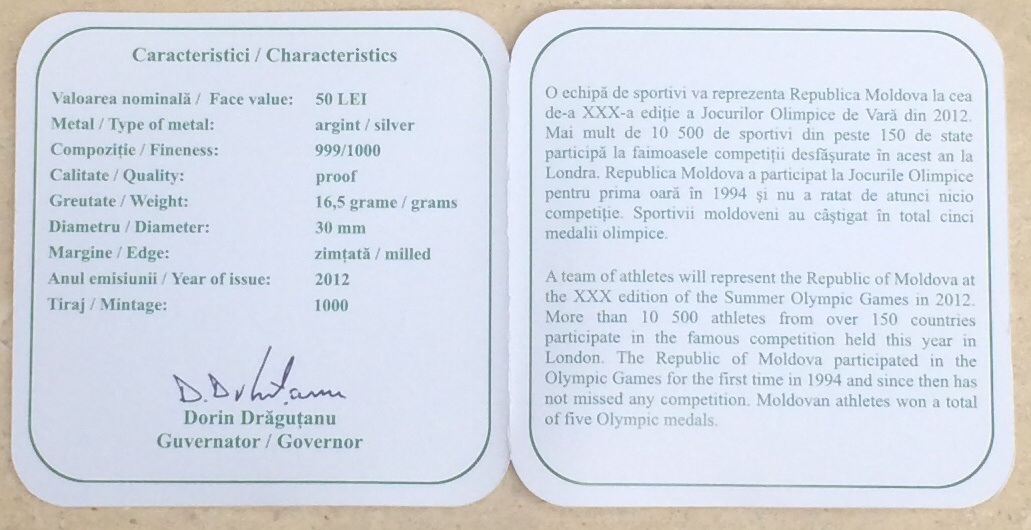 Caracteristici / Characteristics
Valoarea nominală / Face value: 50 LEI
Metal / Type of metal: argint / silver
Compoziție / Fineness: 999/1000
Calitate / Quality: proof
Greutate / Weight: 16,5 grame / grams
Diametru / Diameter: 30 mm
Margine / Edge: zimțată / milled
Anul emisiunii / Year of issue: 2012
Tiraj / Mintage: 1000
Dorin Drăguțanu
Guvernator / Governor
O echipă de sportivi va reprezenta Republica Moldova la cea
de-a XXX-a ediție a Jocurilor Olimpice de Vară din 2012.
Mai mult de 10 500 de sportivi din peste 150 de state
participă la faimoasele competiții desfășurate în acest an la
Londra. Republica Moldova a participat la Jocurile Olimpice
pentru prima oară în 1994 și nu a ratat de atunci nicio
competiție. Sportivii moldoveni au câștigat în total cinci
medalii olimpice.
A team of athletes will represent the Republic of Moldova at
the XXX edition of the Summer Olympic Games in 2012.
More than 10 500 athletes from over 150 countries
participate in the famous competition held this year in
London. The Republic of Moldova participated in the
Olympic Games for the first time in 1994 and since then has
not missed any competition. Moldovan athletes won a total
of five Olympic medals.